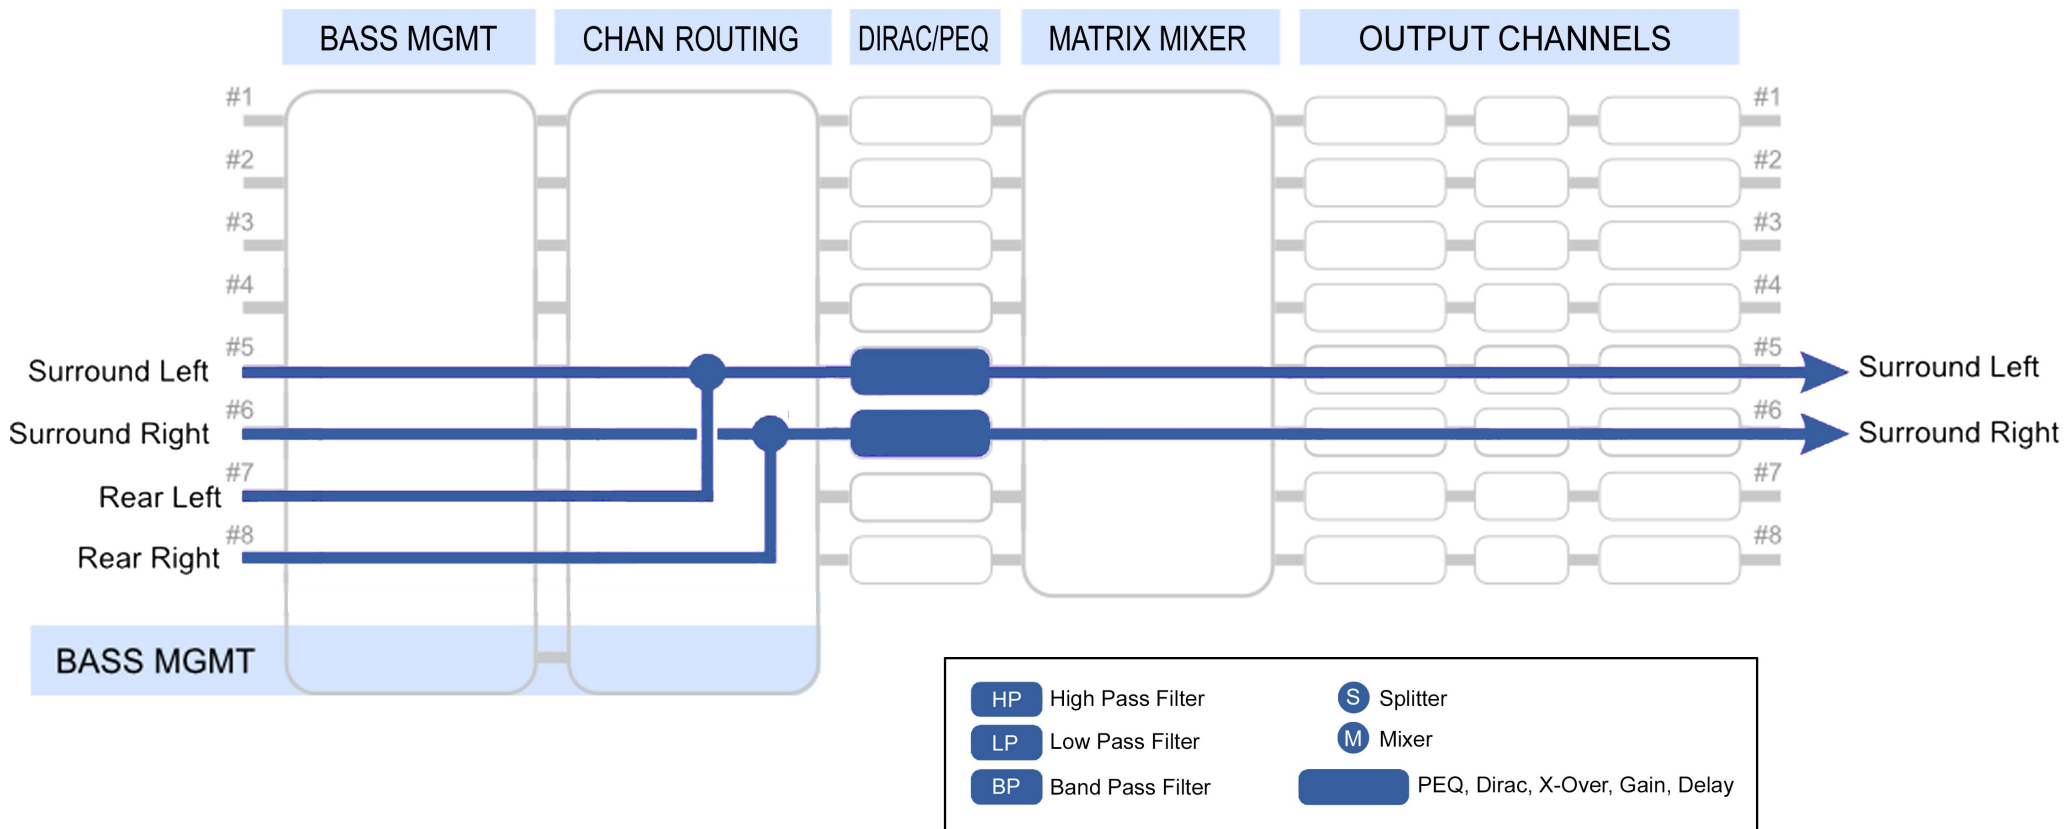 BASS MGMT
CHAN ROUTING
DIRAC/PEQ
MATRIX MIXER
OUTPUT CHANNELS
#1
#1
#2
#2
#3
#3
#4
#4
#5
#5
Surround Left
Surround Left
#6
#6
Surround Right
Surround Right
#7
#7
Rear Left
#8
#8
Rear Right
BASS MGMT
HP High Pass Filter
S Splitter
LP Low Pass Filter
M Mixer
BP Band Pass Filter
PEQ, Dirac, X-Over, Gain, Delay